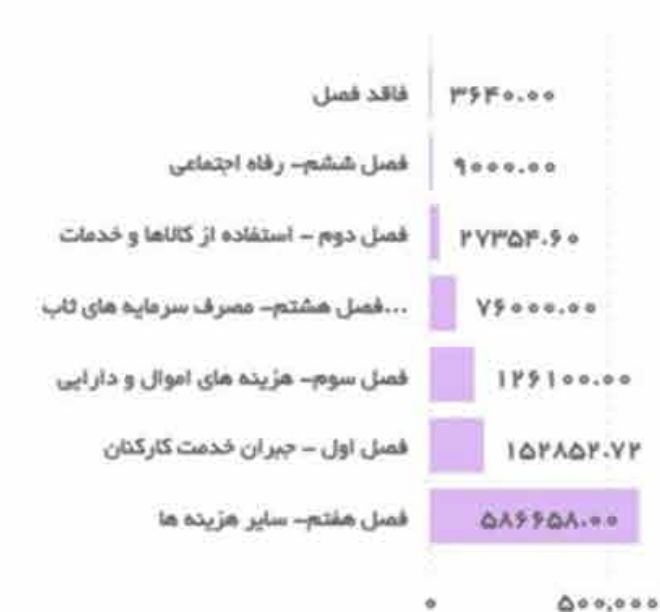 فاقد فصل ۳۶۴۰.۰۰
فصل ششم- رفاه اجتماعی ۹۰۰۰.۰۰
فصل دوم - استفاده از کالاها و خدمات ۲۷۳۵۴.۶۰
...فصل هشتم- مصرف سرمایه های ثاب ۷۶۰۰۰.۰۰
فصل سوم- هزینه های اموال و دارایی ۱۲۶۱۰۰.۰۰
فصل اول - جبران خدمت کارکنان ۱۵۲۸۵۲.۷۲
فصل هفتم- سایر هزینه ها ۵۸۶۶۵۸.۰۰
۰ ۵۰۰,۰۰۰